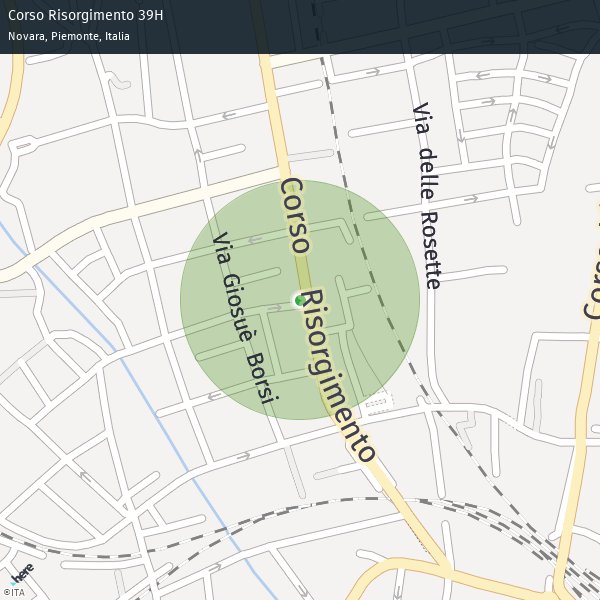 Corso Risorgimento 39H
Novara, Piemonte, Italia
Via delle Rosette
Corso Risorgimento
Via Giosuè Borsi
here
©ITA